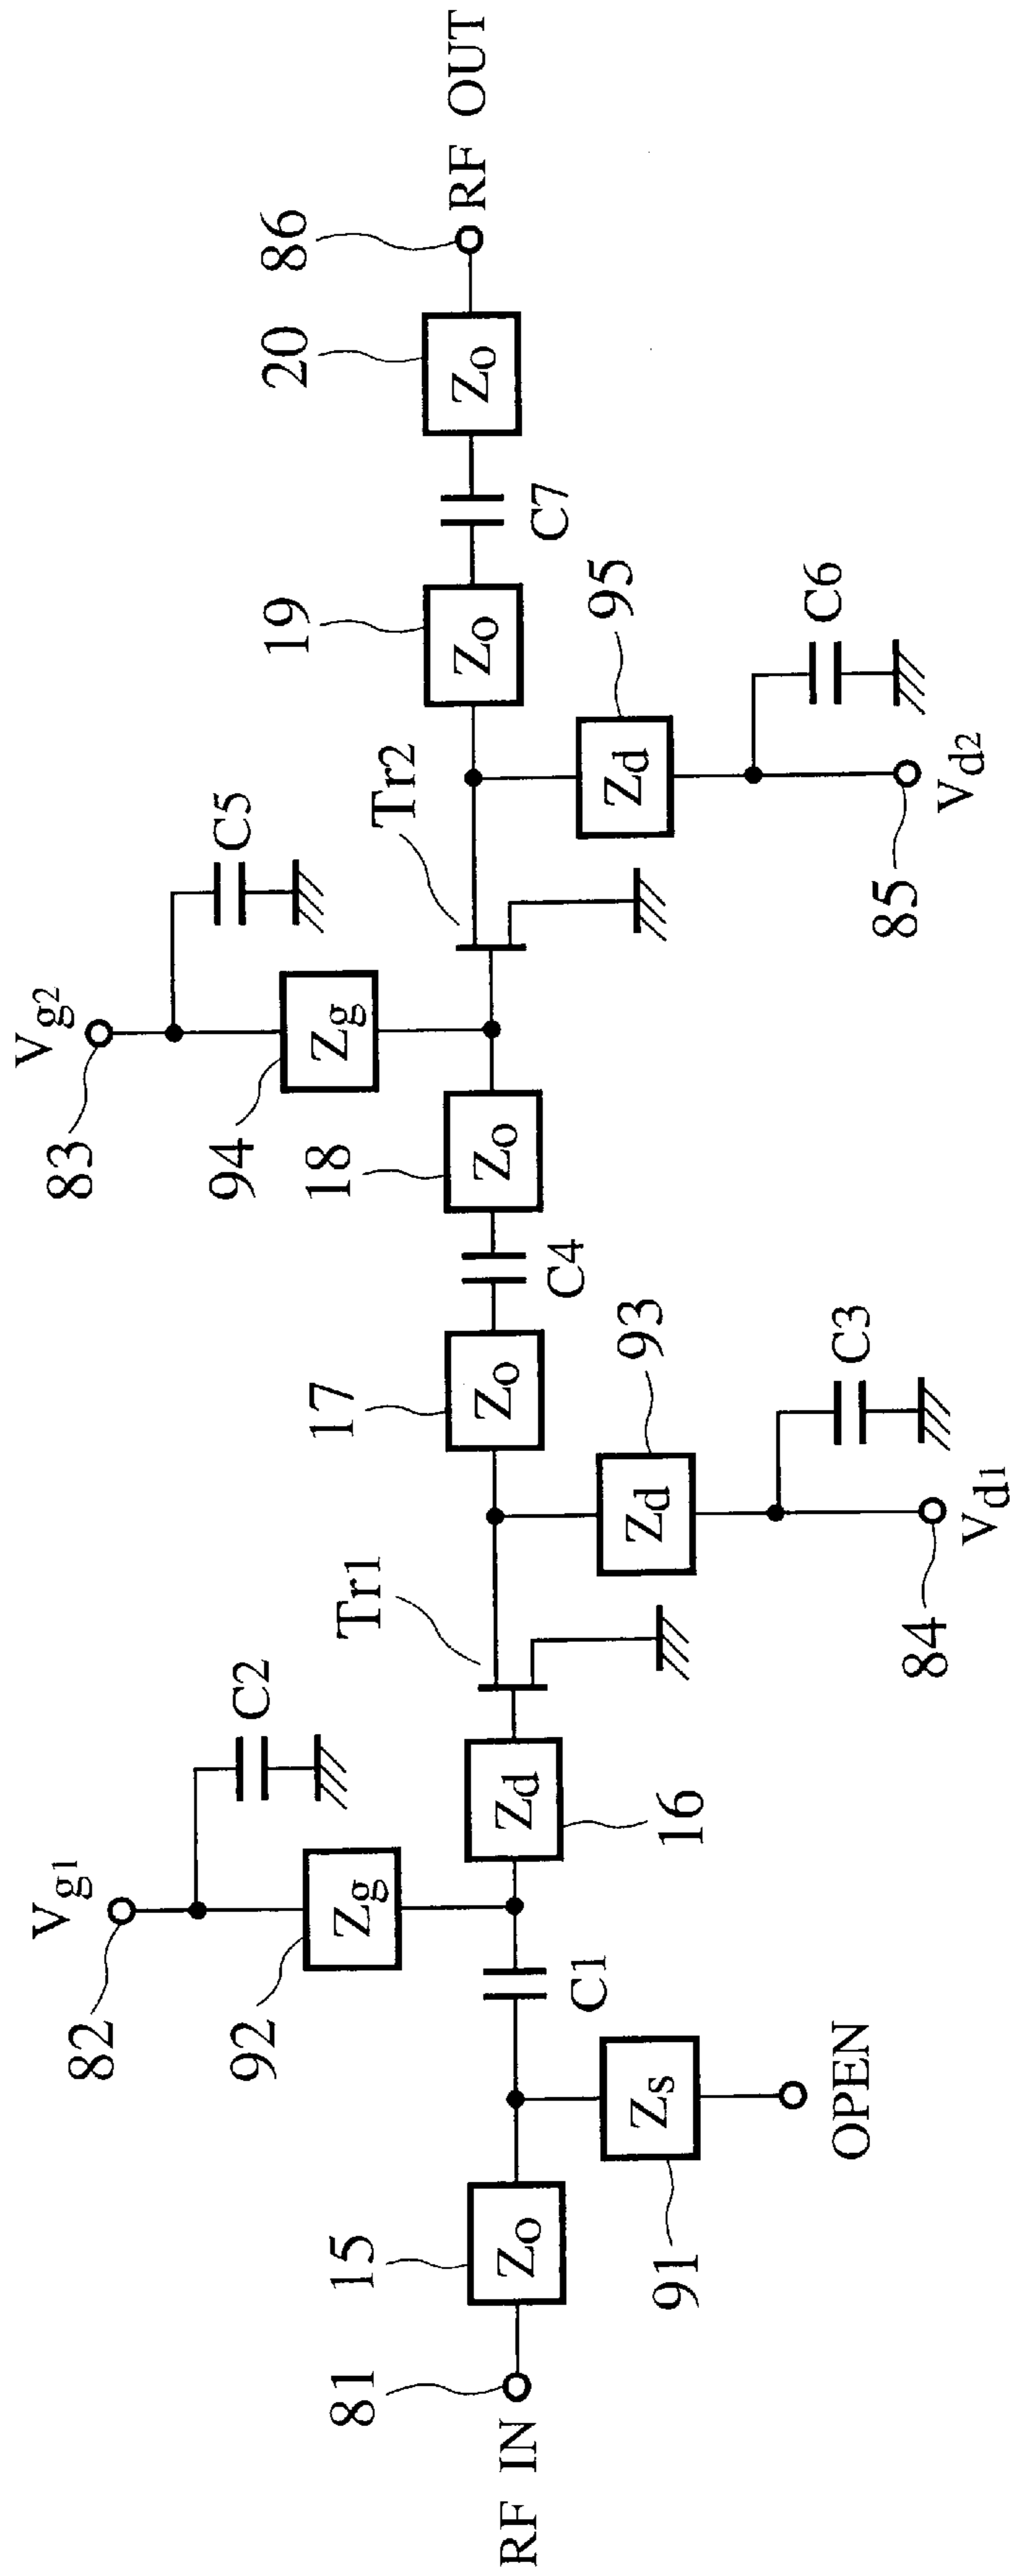 Vg1
Vg2
82
83
C2
C5
92
Zg
94
Zg
Tr1
Tr2
15
17
18
19
20
86
81
RF IN
Zo
C1
Zd
Zo
C4
Zo
Zo
C7
Zo
RF OUT
16
91
Zs
OPEN
Zd
93
C3
84
Vd1
Zd
95
C6
85
Vd2